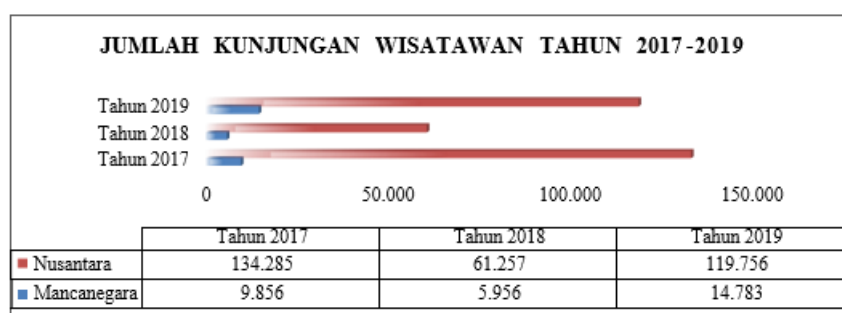 JUMLAH KUNJUNGAN WISATAWAN TAHUN 2017-2019
Tahun 2019
Tahun 2018
Tahun 2017
0 50.000 100.000 150.000
Tahun 2017 Tahun 2018 Tahun 2019
Nusantara 134.285 61.257 119.756
Mancanegara 9.856 5.956 14.783